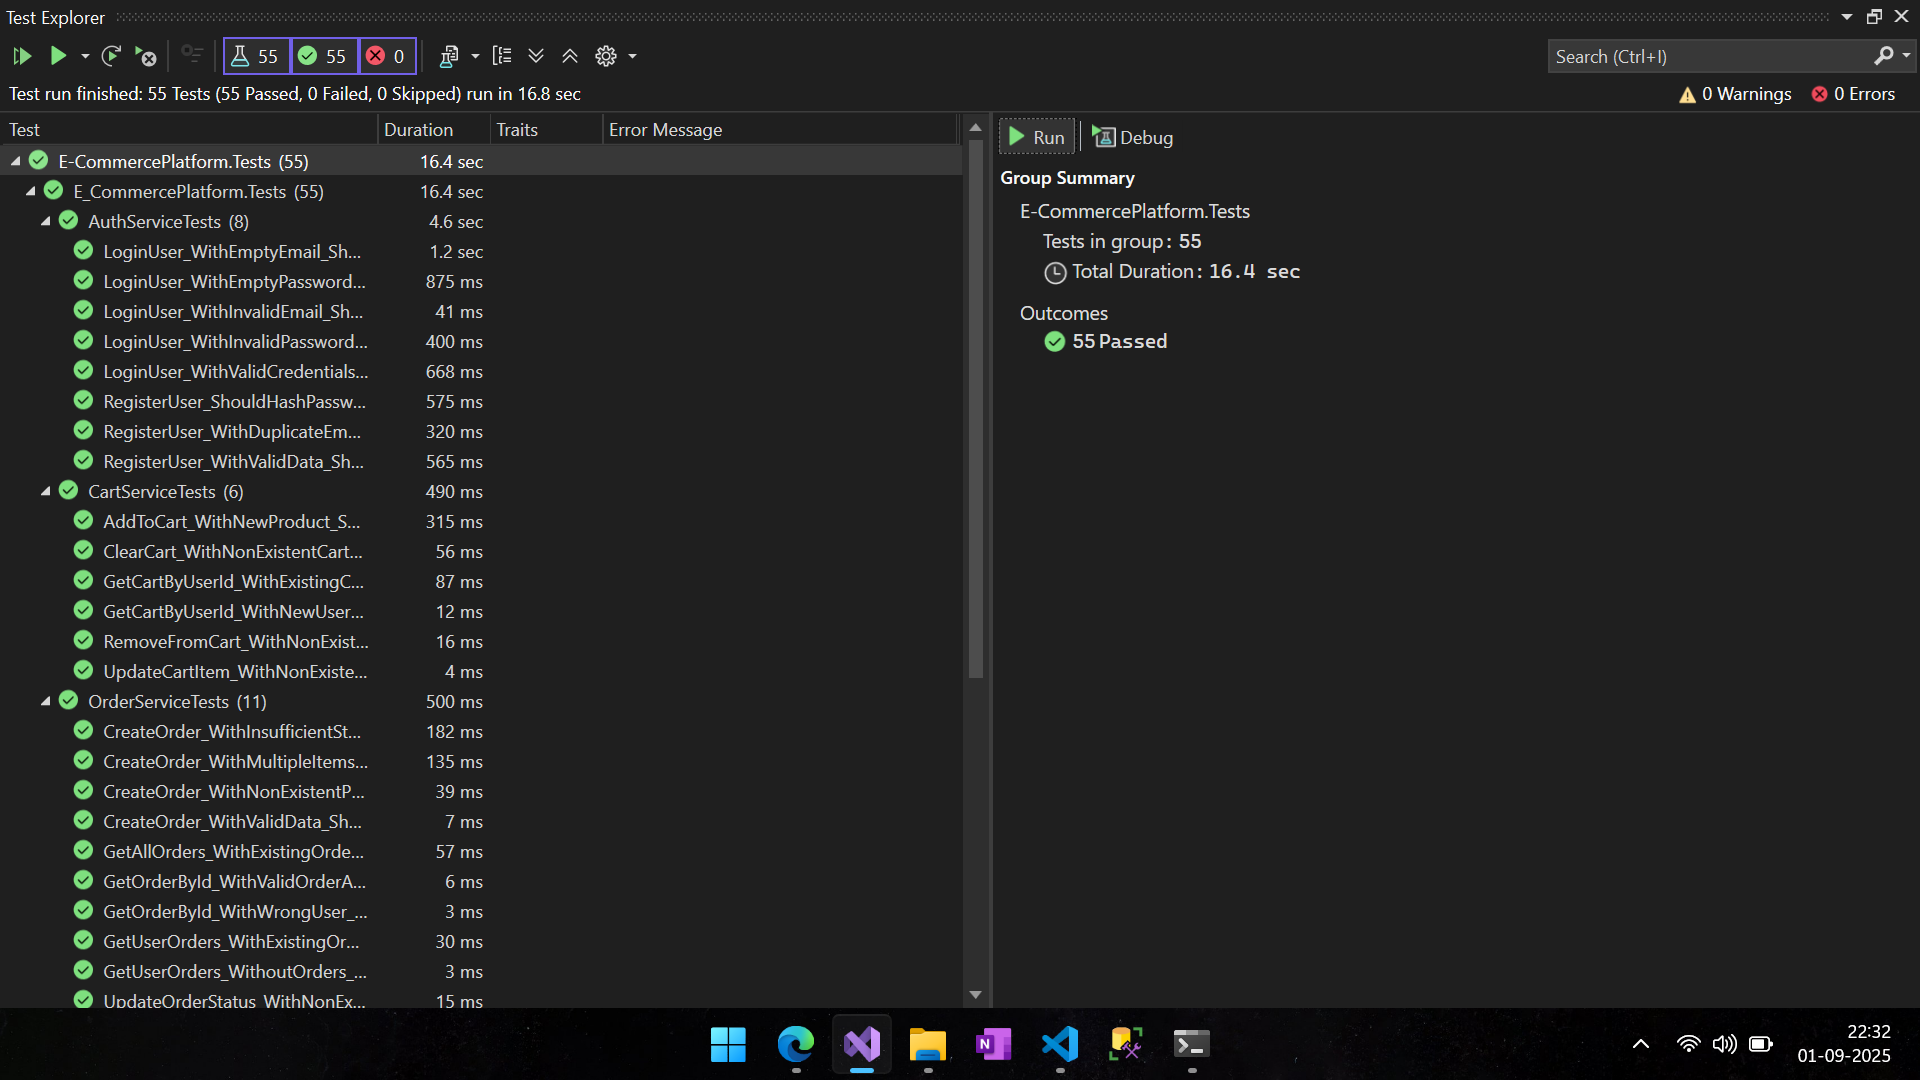 Test Explorer
55 55 0
Search (Ctrl+I)
Test run finished: 55 Tests (55 Passed, 0 Failed, 0 Skipped) run in 16.8 sec
0 Warnings 0 Errors
Test Duration Traits Error Message
E-CommercePlatform.Tests (55) 16.4 sec
E_CommercePlatform.Tests (55) 16.4 sec
AuthServiceTests (8) 4.6 sec
LoginUser_WithEmptyEmail_Sh... 1.2 sec
LoginUser_WithEmptyPassword... 875 ms
LoginUser_WithInvalidEmail_Sh... 41 ms
LoginUser_WithInvalidPassword... 400 ms
LoginUser_WithValidCredentials... 668 ms
RegisterUser_ShouldHashPassw... 575 ms
RegisterUser_WithDuplicateEm... 320 ms
RegisterUser_WithValidData_Sh... 565 ms
CartServiceTests (6) 490 ms
AddToCart_WithNewProduct_S... 315 ms
ClearCart_WithNonExistentCart... 56 ms
GetCartByUserId_WithExistingC... 87 ms
GetCartByUserId_WithNewUser... 12 ms
RemoveFromCart_WithNonExist... 16 ms
UpdateCartItem_WithNonExiste... 4 ms
OrderServiceTests (11) 500 ms
CreateOrder_WithInsufficientSt... 182 ms
CreateOrder_WithMultipleItems... 135 ms
CreateOrder_WithNonExistentP... 39 ms
CreateOrder_WithValidData_Sh... 7 ms
GetAllOrders_WithExistingOrde... 57 ms
GetOrderById_WithValidOrderA... 6 ms
GetOrderById_WithWrongUser_... 3 ms
GetUserOrders_WithExistingOr... 30 ms
GetUserOrders_WithoutOrders_... 3 ms
UpdateOrderStatus_WithNonEx... 15 ms
Run Debug
Group Summary
E-CommercePlatform.Tests
Tests in group: 55
Total Duration: 16.4 sec
Outcomes
55 Passed
N
22:32
01-09-2025